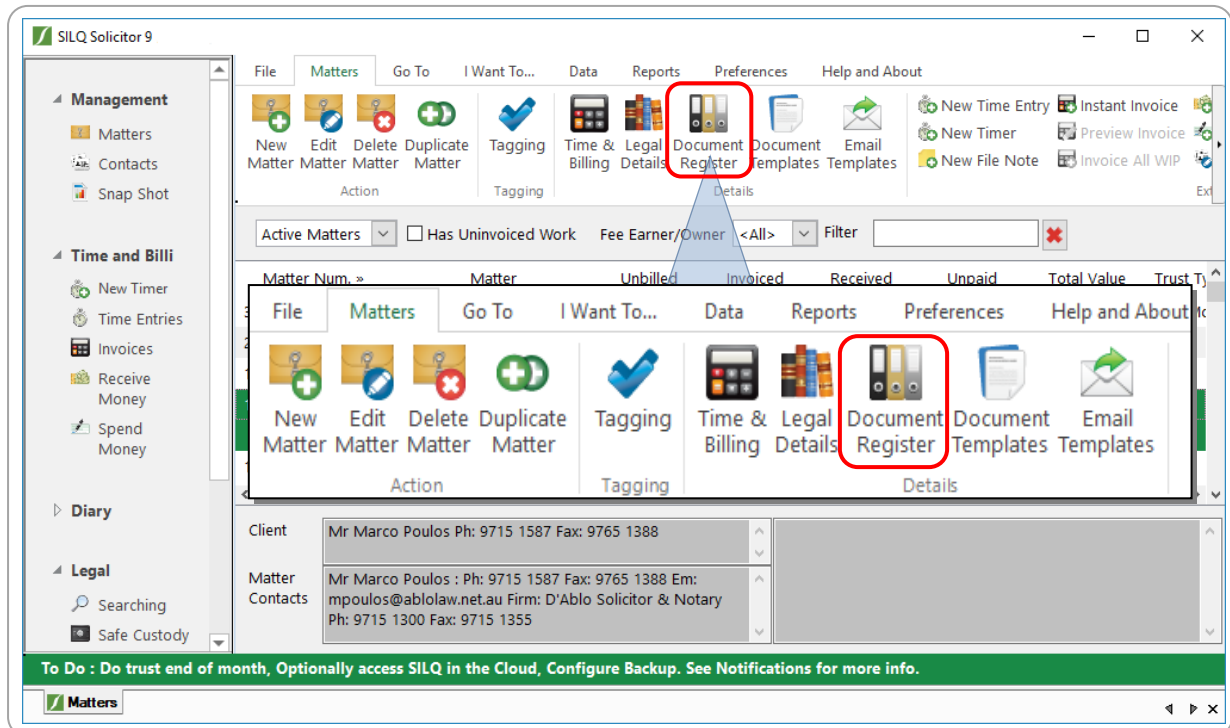 SILQ Solicitor 9
File Matters Go To I Want To... Data Reports Preferences Help and About
Management
Matters
Contacts
Snap Shot
Time and Billi
New Timer
Time Entries
Invoices
Receive
Money
Spend
Money
Diary
Legal
Searching
Safe Custody
New Matter
Edit Matter
Delete Matter
Duplicate Matter
Tagging
Time & Billing
Legal Details
Document Register
Document Templates
Email Templates
Action
Tagging
Details
New Time Entry
New Timer
New File Note
Instant Invoice
Preview Invoice
Invoice All WIP
Ext
Active Matters Has Uninvoiced Work Fee Earner/Owner <All> Filter
Matter Num. » Matter Unbilled Invoiced Received Unpaid Total Value Trust Ty
File Matters Go To I Want To... Data Reports Preferences Help and About
New Matter
Edit Matter
Delete Matter
Duplicate Matter
Tagging
Time & Billing
Legal Details
Document Register
Document Templates
Email Templates
Action
Tagging
Details
Client
Mr Marco Poulos Ph: 9715 1587 Fax: 9765 1388
Matter
Contacts
Mr Marco Poulos : Ph: 9715 1587 Fax: 9765 1388 Em:
mpoulos@ablolaw.net.au Firm: D'Ablo Solicitor & Notary
Ph: 9715 1300 Fax: 9715 1355
To Do : Do trust end of month, Optionally access SILQ in the Cloud, Configure Backup. See Notifications for more info.
Matters